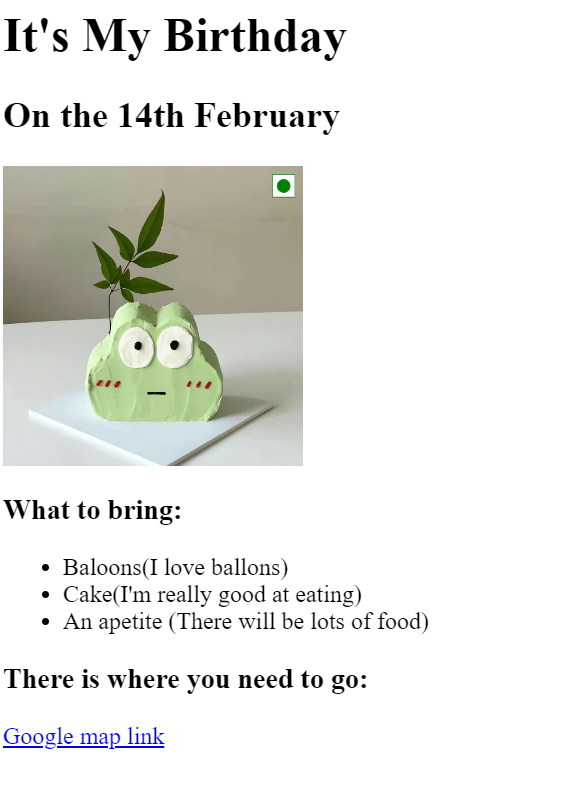 It's My Birthday
On the 14th February
What to bring:
Baloons(I love ballons)
Cake(I'm really good at eating)
An apetite (There will be lots of food)
There is where you need to go:
Google map link